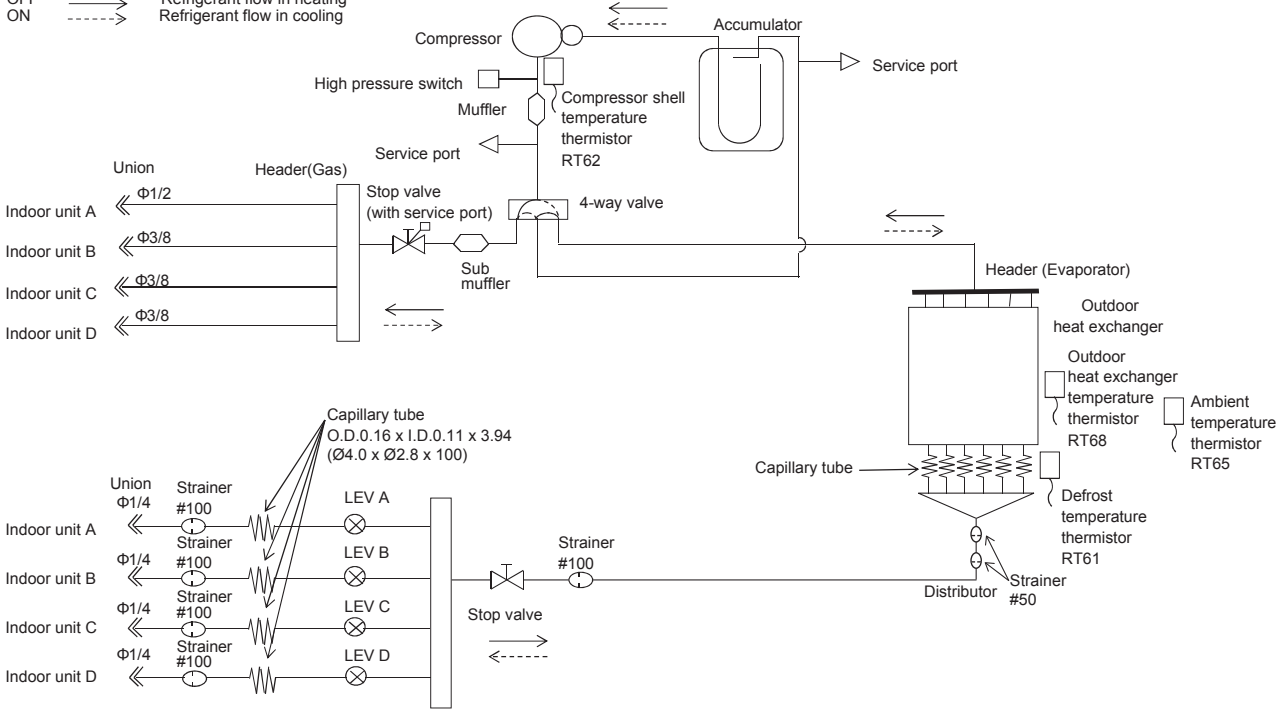 Refrigerant flow in heating
ON
Refrigerant flow in cooling
Compressor
Accumulator
Service port
High pressure switch
Muffler
Compressor shell
temperature
thermistor
RT62
Service port
Union
Header(Gas)
Stop valve
(with service port)
4-way valve
Φ1/2
Indoor unit A
Φ3/8
Indoor unit B
Φ3/8
Indoor unit C
Φ3/8
Indoor unit D
Sub
muffler
Header (Evaporator)
Outdoor
heat exchanger
Outdoor
heat exchanger
temperature
thermistor
RT68
Ambient
temperature
thermistor
RT65
Capillary tube
Defrost
temperature
thermistor
RT61
Distributor
Strainer
#50
Capillary tube
O.D.0.16 x I.D.0.11 x 3.94
(Ø4.0 x Ø2.8 x 100)
Union
Φ1/4
Strainer
#100
LEV A
Indoor unit A
Φ1/4
Strainer
#100
LEV B
Indoor unit B
Φ1/4
Strainer
#100
LEV C
Indoor unit C
Φ1/4
Strainer
#100
LEV D
Indoor unit D
Stop valve
Strainer
#100